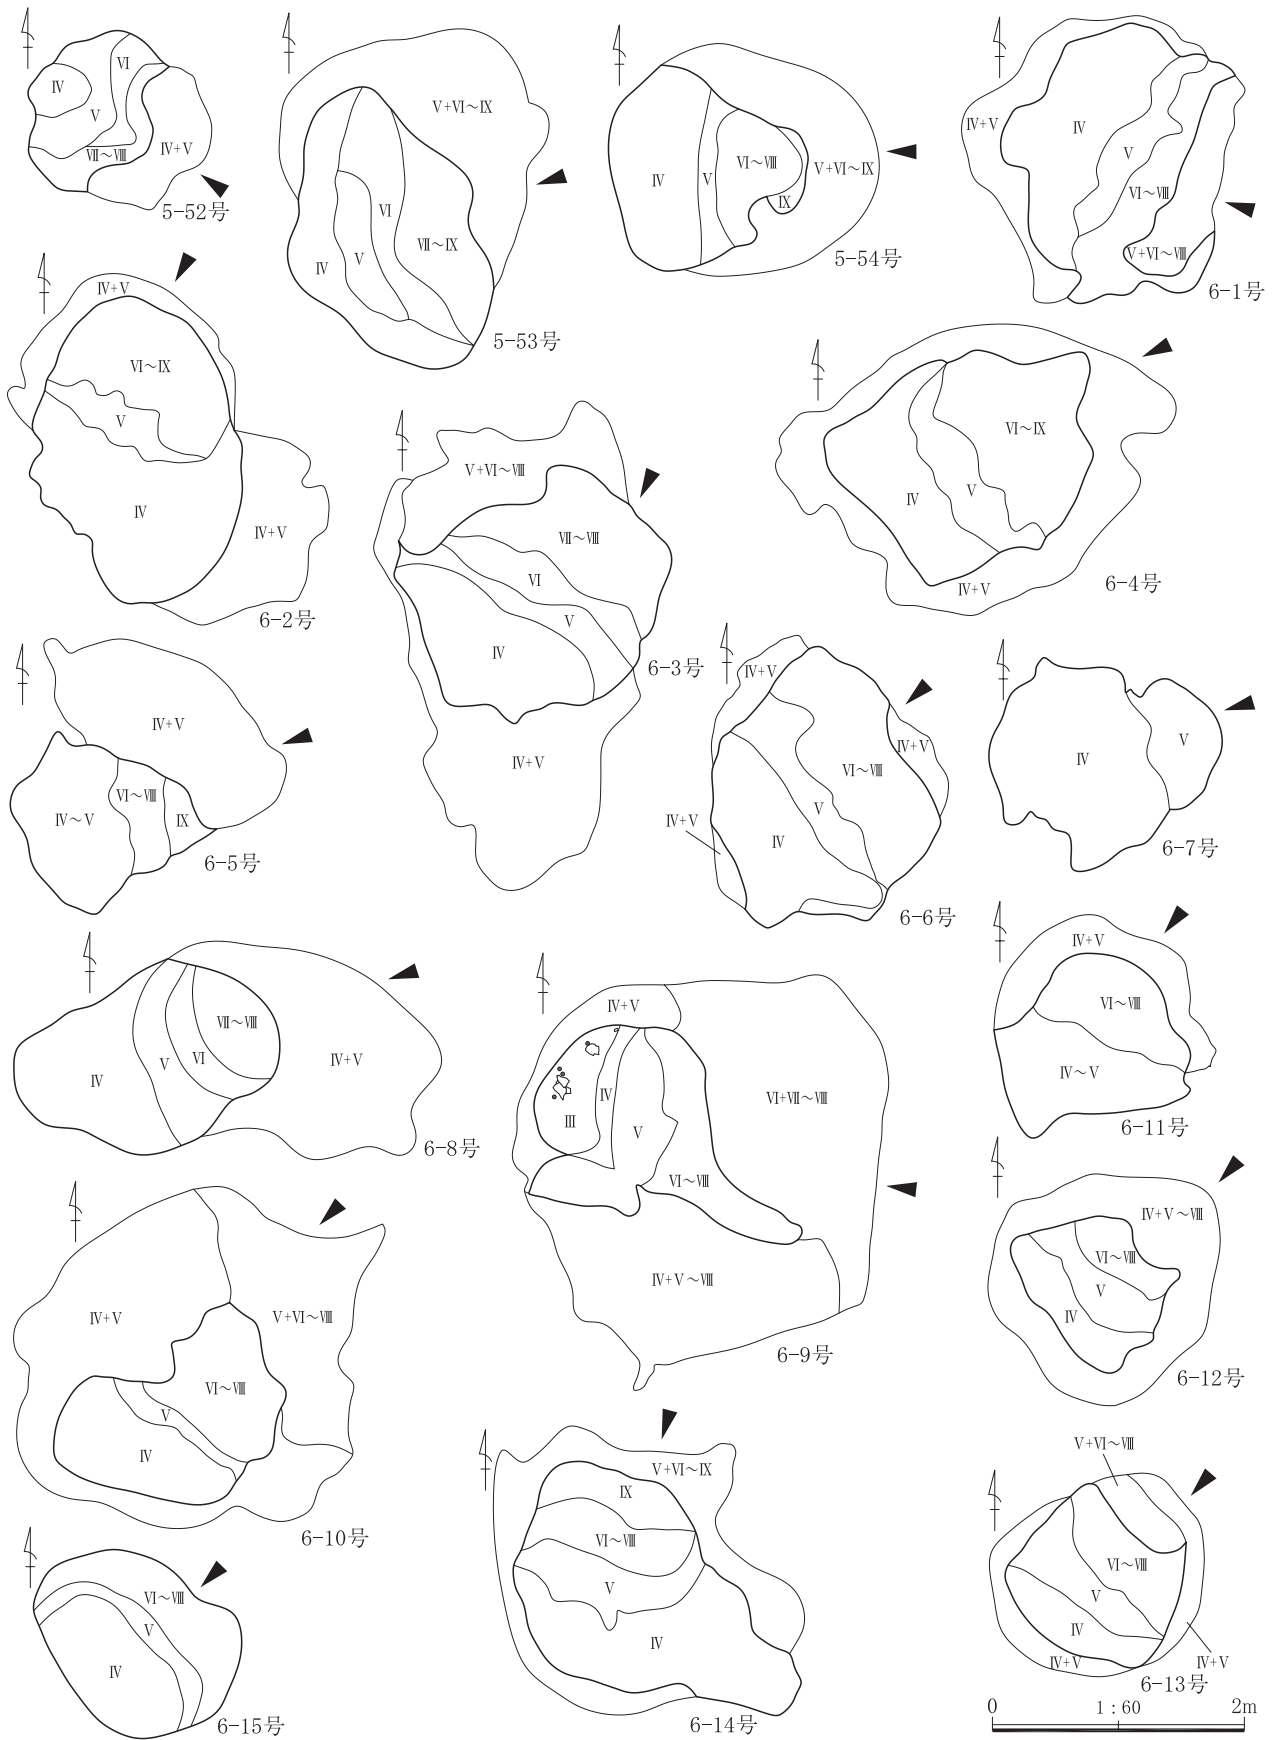 IV
VI
V
VII～VIII
IV+V
5-52号
V+VI～IX
IV
V
VI
VII～IX
5-53号
IV
V
VI～VIII
IX
V+VI～IX
5-54号
IV+V
IV
V
VI～VIII
V+VI～VIII
6-1号
IV+V
VI～IX
V
IV
IV+V
6-2号
V+VI～VIII
VII～VIII
VI
V
IV
IV+V
6-3号
VI～IX
IV
V
IV+V
6-4号
IV+V
IV～V
VI～VIII
IX
6-5号
IV+V
IV+V
VI～VIII
V
IV+V
IV
6-6号
IV
V
6-7号
VII～VIII
V
VI
IV
IV+V
6-8号
IV+V
IV
III
V
VI+VII～VIII
VI～VIII
IV+V～VIII
6-9号
IV+V
V+VI～VIII
VI～VIII
V
IV
6-10号
IV+V
VI～VIII
IV～V
6-11号
IV+V～VIII
VI～VIII
V
IV
6-12号
V+VI～VIII
VI～VIII
V
IV
IV+V
IV+V
6-13号
V+VI～IX
IX
VI～VIII
V
IV
6-14号
VI～VIII
V
IV
6-15号
0 1:60 2m